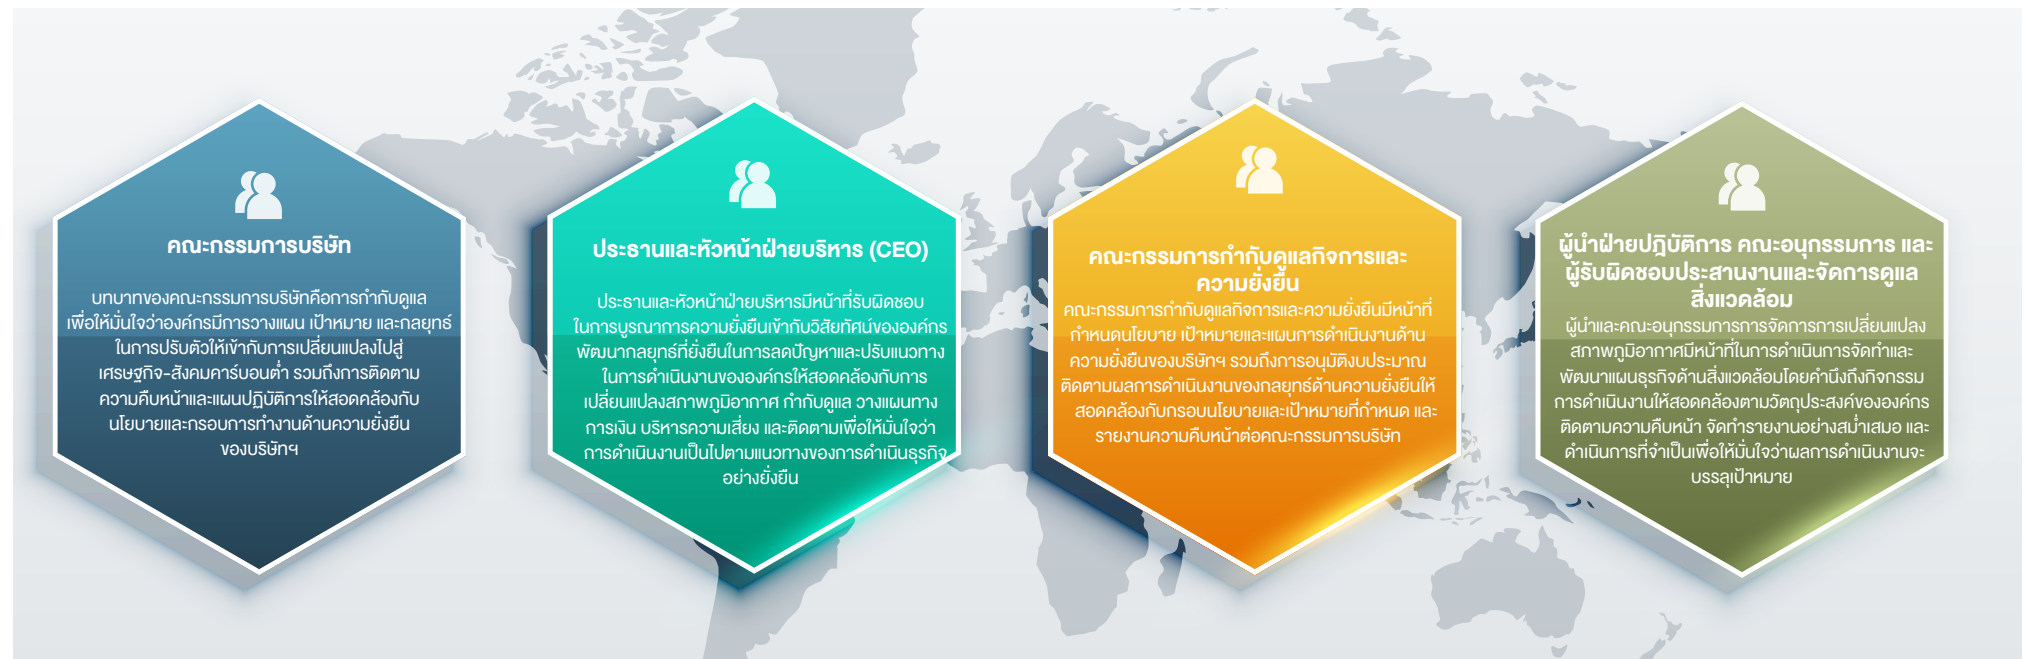 คณะกรรมการบริษัท
บทบาทของคณะกรรมการบริษัทคือการกำกับดูแล
เพื่อให้มั่นใจว่าองค์กรมีการวางแผน เป้าหมาย และกลยุทธ์
ในการปรับตัวให้เข้ากับการเปลี่ยนแปลงไปสู่
เศรษฐกิจ-สังคมคาร์บอนต่ำ รวมถึงการติดตาม
ความคืบหน้าและแผนปฏิบัติการให้สอดคล้องกับ
นโยบายและกรอบการทำงานด้านความยั่งยืน
ของบริษัทฯ
ประธานและหัวหน้าฝ่ายบริหาร (CEO)
ประธานและหัวหน้าฝ่ายบริหารมีหน้าที่รับผิดชอบ
ในการบูรณาการความยั่งยืนเข้ากับวิสัยทัศน์ขององค์กร
พัฒนากลยุทธ์ที่ยั่งยืนในการลดปัญหาและปรับแนวทาง
ในการดำเนินงานขององค์กรให้สอดคล้องกับการ
เปลี่ยนแปลงสภาพภูมิอากาศ กำกับดูแล วางแผนทาง
การเงิน บริหารความเสี่ยง และติดตามเพื่อให้มั่นใจว่า
การดำเนินงานเป็นไปตามแนวทางของการดำเนินธุรกิจ
อย่างยั่งยืน
คณะกรรมการกำกับดูแลกิจการและ
ความยั่งยืน
คณะกรรมการกำกับดูแลกิจการและความยั่งยืนมีหน้าที่
กำหนดนโยบาย เป้าหมายและแผนการดำเนินงานด้าน
ความยั่งยืนของบริษัทฯ รวมถึงการอนุมัติงบประมาณ
ติดตามผลการดำเนินงานของกลยุทธ์ด้านความยั่งยืนให้
สอดคล้องกับกรอบนโยบายและเป้าหมายที่กำหนด และ
รายงานความคืบหน้าต่อคณะกรรมการบริษัท
ผู้นำฝ่ายปฎิบัติการ คณะอนุกรรมการ และ
ผู้รับผิดชอบประสานงานและจัดการดูแล
สิ่งแวดล้อม
ผู้นำและคณะอนุกรรมการการจัดการการเปลี่ยนแปลง
สภาพภูมิอากาศมีหน้าที่ในการดำเนินการจัดทำและ
พัฒนาแผนธุรกิจด้านสิ่งแวดล้อมโดยคำนึงถึงกิจกรรม
การดำเนินงานให้สอดคล้องตามวัตถุประสงค์ขององค์กร
ติดตามความคืบหน้า จัดทำรายงานอย่างสม่ำเสมอ และ
ดำเนินการที่จำเป็นเพื่อให้มั่นใจว่าผลการดำเนินงานจะ
บรรลุเป้าหมาย